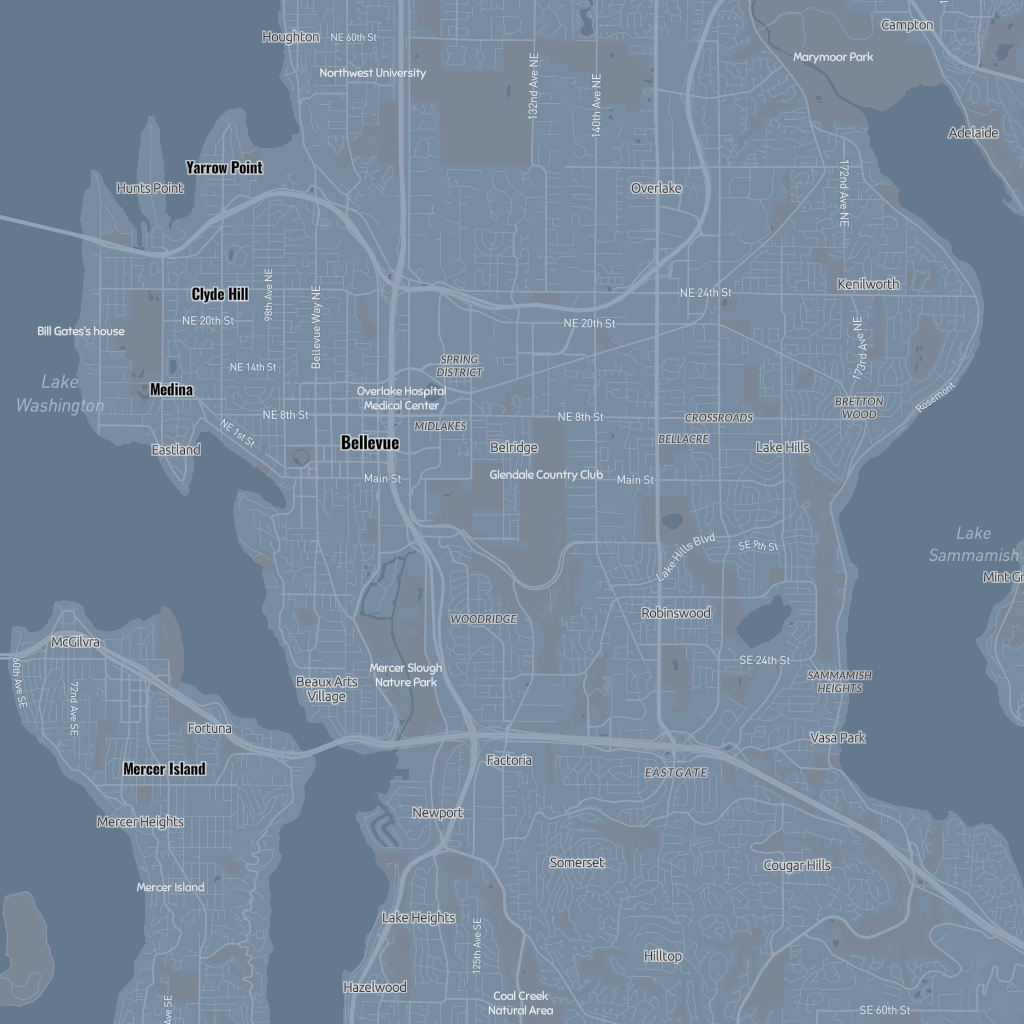 Campton
Houghton
NE 60th St
Northwest University
Marymoor Park
132nd Ave NE
140th Ave NE
Adelaide
Yarrow Point
Hunts Point
Overlake
172nd Ave NE
Clyde Hill
98th Ave NE
Bellevue Way NE
NE 24th St
Kenilworth
NE 20th St
NE 20th St
Bill Gates's house
173rd Ave NE
NE 14th St
SPRING
DISTRICT
Lake
Washington
Medina
Overlake Hospital
Medical Center
Rosemont
BRETTON
WOOD
NE 8th St
NE 8th St
CROSSROADS
MIDLAKES
NE 1st St
Bellevue
BELLACRE
Eastland
Belridge
Lake Hills
Main St
Glendale Country Club
Main St
Lake
Sammamish
Lake Hills Blvd
SE 9th St
Mint Gr
WOODRIDGE
Robinswood
McGilvra
60th Ave SE
72nd Ave SE
Mercer Slough
Nature Park
SE 24th St
Beaux Arts
Village
SAMMAMISH
HEIGHTS
Fortuna
Vasa Park
Factoria
Mercer Island
EASTGATE
Newport
Mercer Heights
Somerset
Cougar Hills
Mercer Island
Lake Heights
125th Ave SE
Hilltop
Hazelwood
Coal Creek
Natural Area
Ave SE
SE 60th St